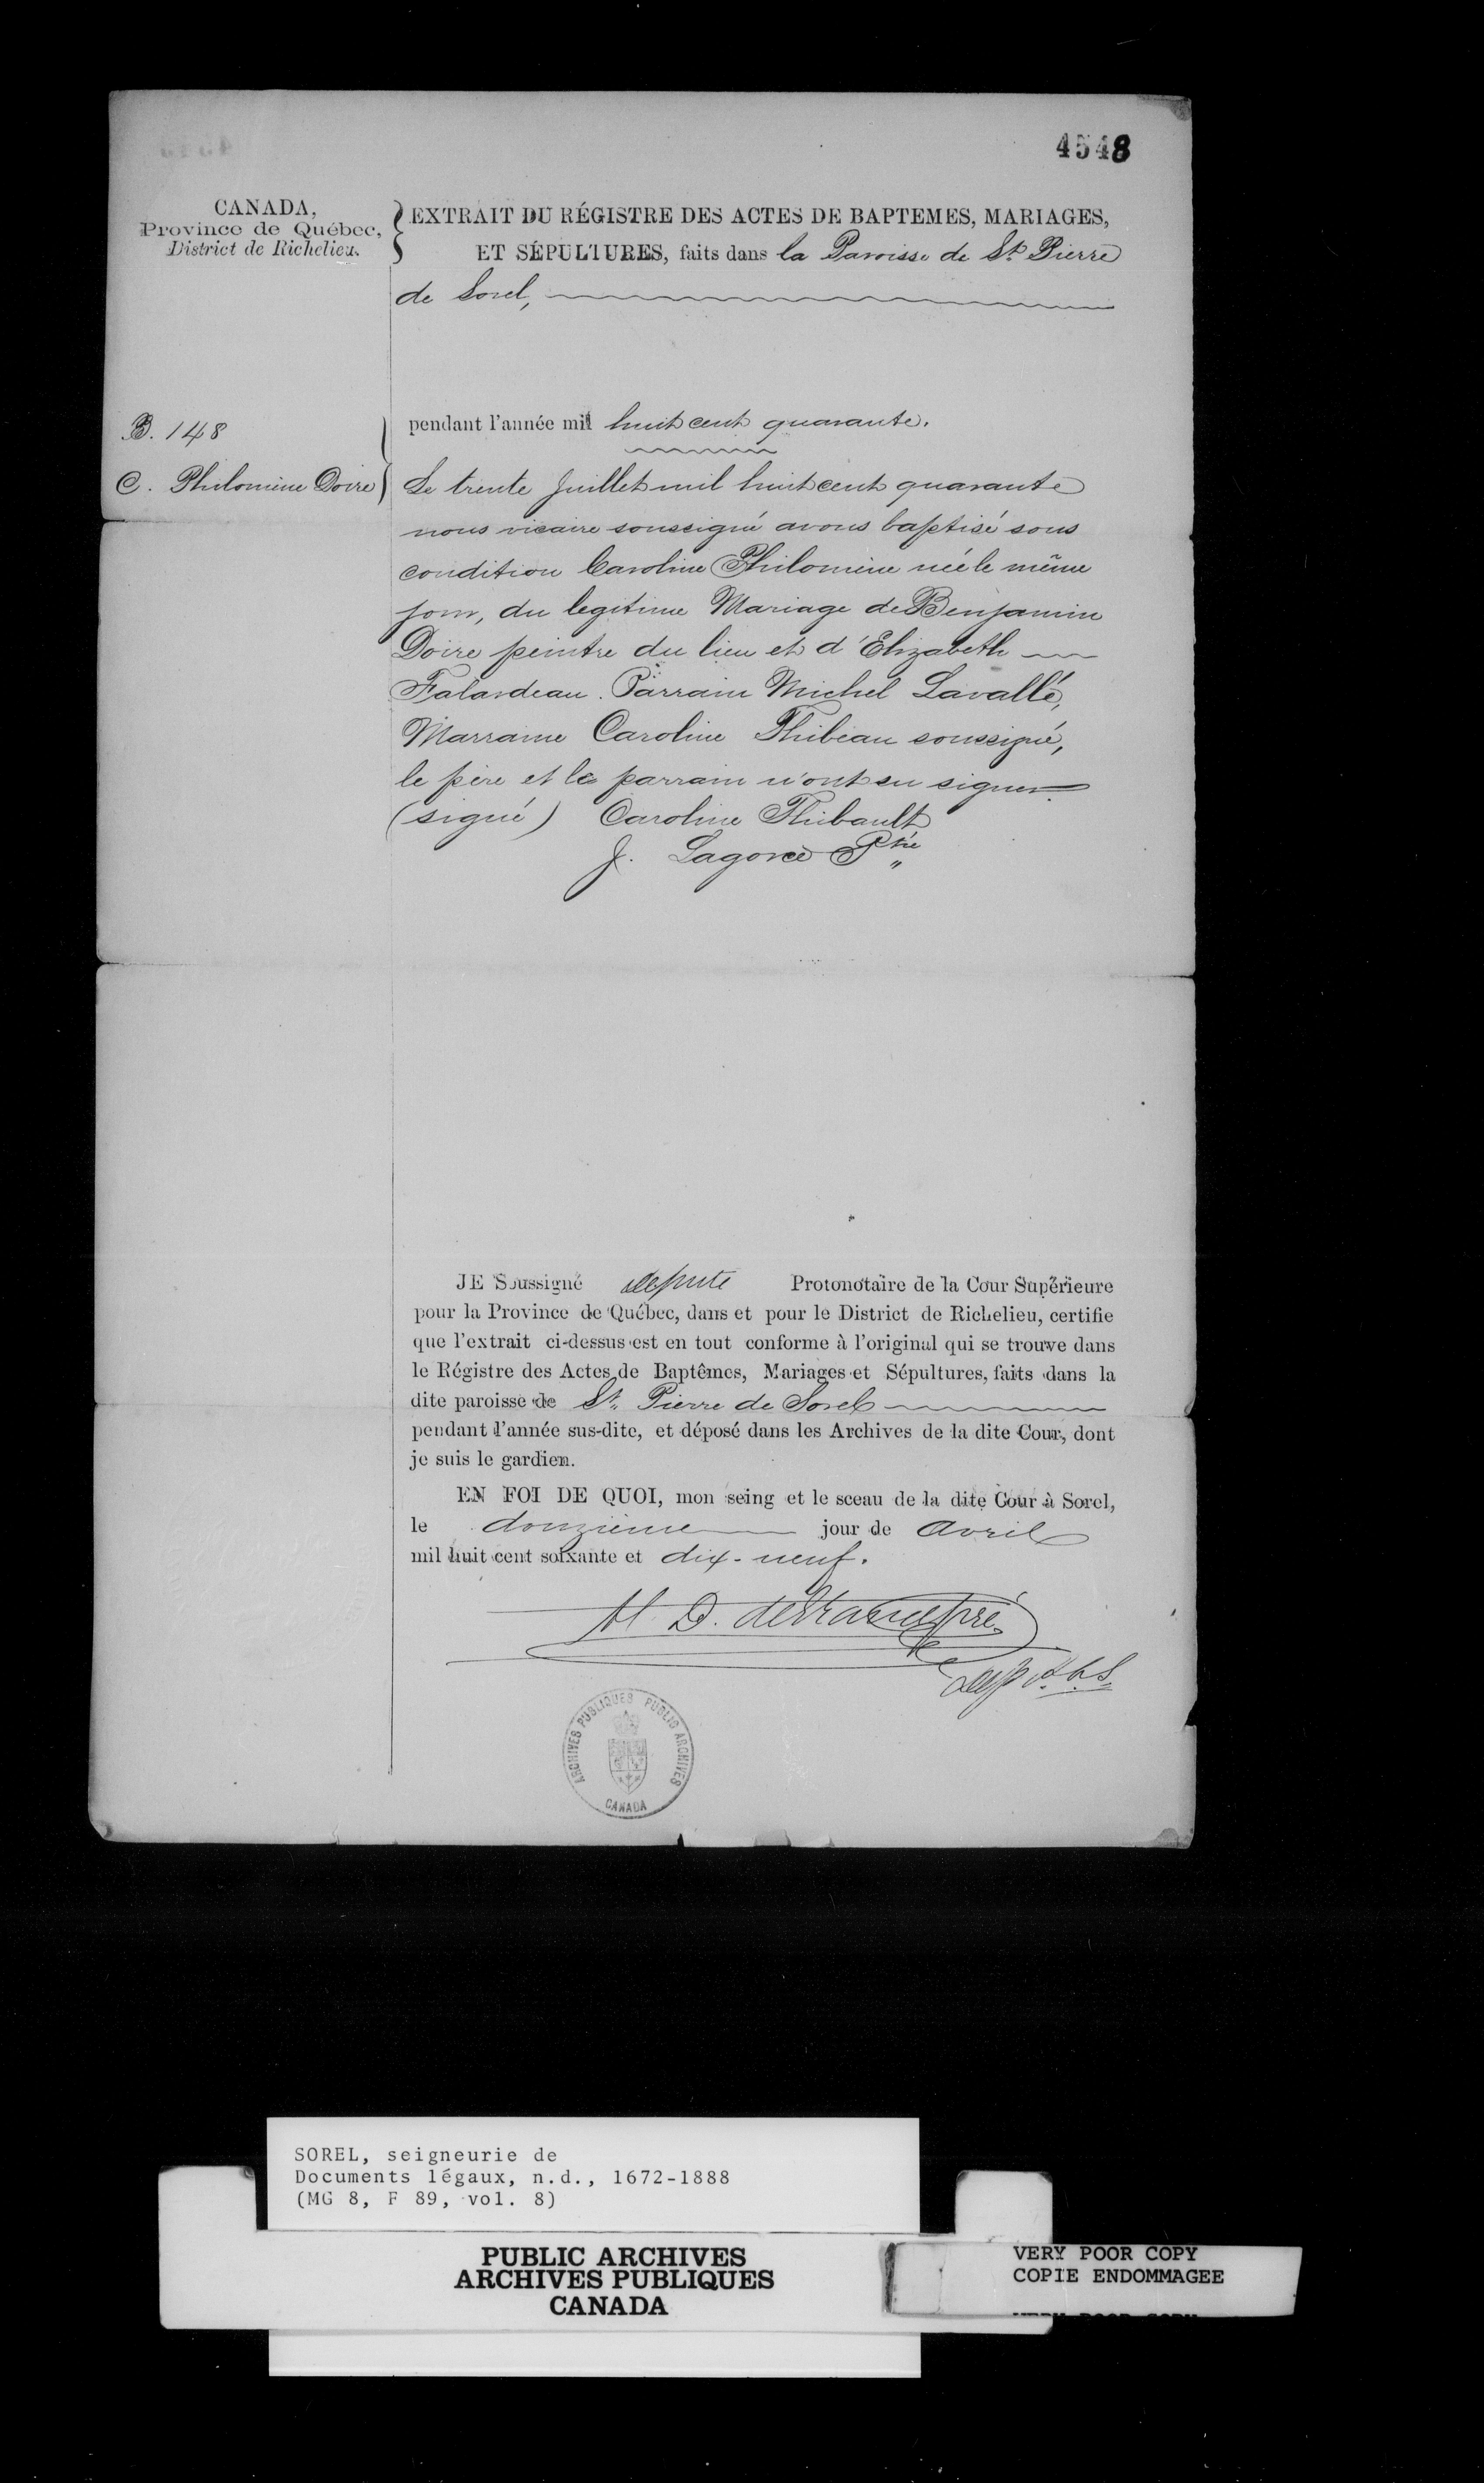 4548
CANADA,
Province de Québec,
District de Richelieu.
EXTRAIT DU RÉGISTRE DES ACTES DE BAPTEMES, MARIAGES,
ET SÉPULTURES, faits dans la Paroisse de St. Pierre
de Sorel,
pendant l'année mil huit cent quarante.
B. 148
C. Philomène Doire
Le trente Juillet mil huit cent quarante
nous vicaire soussigné avons baptisé sous
condition Caroline Philomène née le même
jour, du legitime Mariage de Benjamin
Doire peintre du lieu et d'Elizabeth
Falardeau. Parrain Michel Lavallé,
Marraine Caroline Thibeau soussigné,
le père et le parrain n'ont su signer.
(signé) Caroline Thibault
J. Lagorce Ptre
JE Soussigné député Protonotaire de la Cour Supérieure
pour la Province de Québec, dans et pour le District de Richelieu, certifie
que l'extrait ci-dessus est en tout conforme à l'original qui se trouve dans
le Régistre des Actes de Baptêmes, Mariages et Sépultures, faits dans la
dite paroisse de St. Pierre de Sorel
pendant l'année sus-dite, et déposé dans les Archives de la dite Cour, dont
je suis le gardien.
EN FOI DE QUOI, mon seing et le sceau de la dite Cour à Sorel,
le douzième jour de Avril
mil huit cent soixante et dix-neuf.
ARCHIVES PUBLIQUES PUBLIC ARCHIVES
CANADA
SOREL, seigneurie de
Documents légaux, n.d., 1672-1888
(MG 8, F 89, vol. 8)
PUBLIC ARCHIVES
ARCHIVES PUBLIQUES
CANADA
VERY POOR COPY
COPIE ENDOMMAGEE
VERY POOR COPY